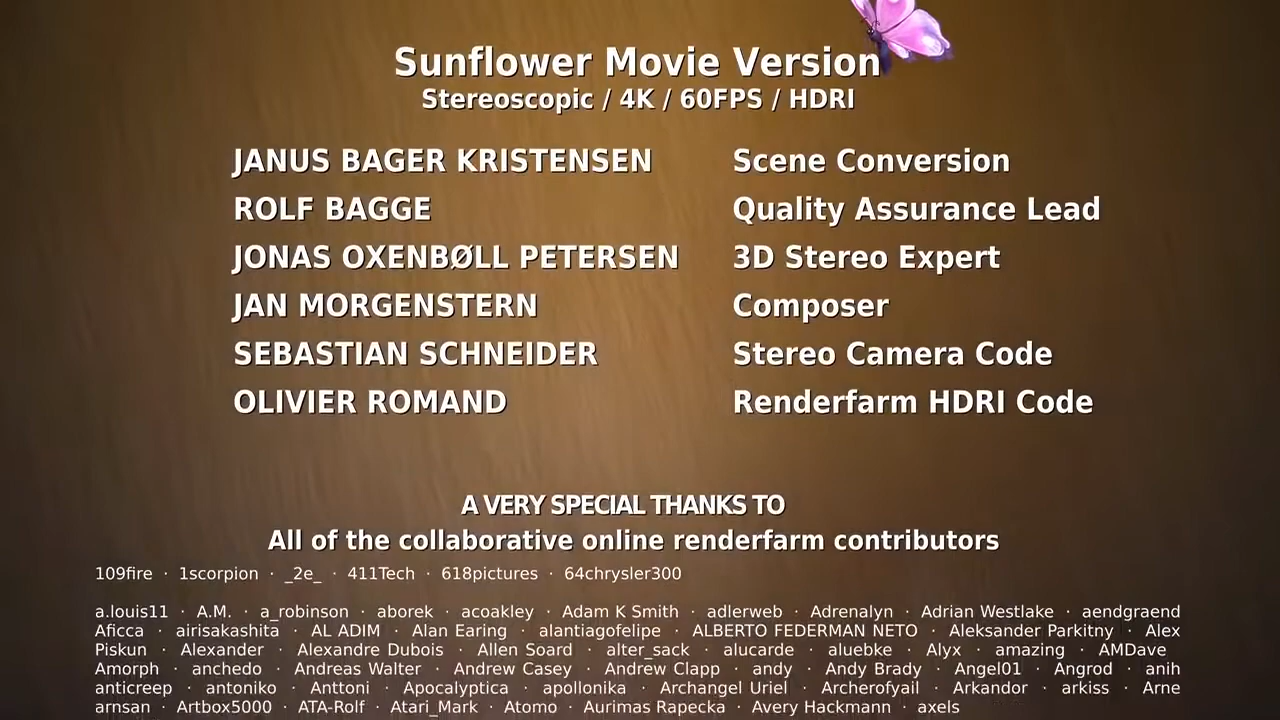 Sunflower Movie Version
Stereoscopic / 4K / 60FPS / HDRI
JANUS BAGER KRISTENSEN Scene Conversion
ROLF BAGGE Quality Assurance Lead
JONAS OXENBØLL PETERSEN 3D Stereo Expert
JAN MORGENSTERN Composer
SEBASTIAN SCHNEIDER Stereo Camera Code
OLIVIER ROMAND Renderfarm HDRI Code
A VERY SPECIAL THANKS TO
All of the collaborative online renderfarm contributors
109fire · 1scorpion · _2e_ · 411Tech · 618pictures · 64chrysler300
a.louis11 · A.M. · a_robinson · aborek · acoakley · Adam K Smith · adlerweb · Adrenalyn · Adrian Westlake · aendgraend
Aficca · airisakashita · AL ADIM · Alan Earing · alantiagofelipe · ALBERTO FEDERMAN NETO · Aleksander Parkitny · Alex
Piskun · Alexander · Alexandre Dubois · Allen Soard · alter_sack · alucarde · aluebke · Alyx · amazing · AMDave
Amorph · anchedo · Andreas Walter · Andrew Casey · Andrew Clapp · andy · Andy Brady · Angel01 · Angrod · anih
anticreep · antoniko · Anttoni · Apocalyptica · apollonika · Archangel Uriel · Archerofyail · Arkandor · arkiss · Arne
arnsan · Artbox5000 · ATA-Rolf · Atari_Mark · Atomo · Aurimas Rapecka · Avery Hackmann · axels